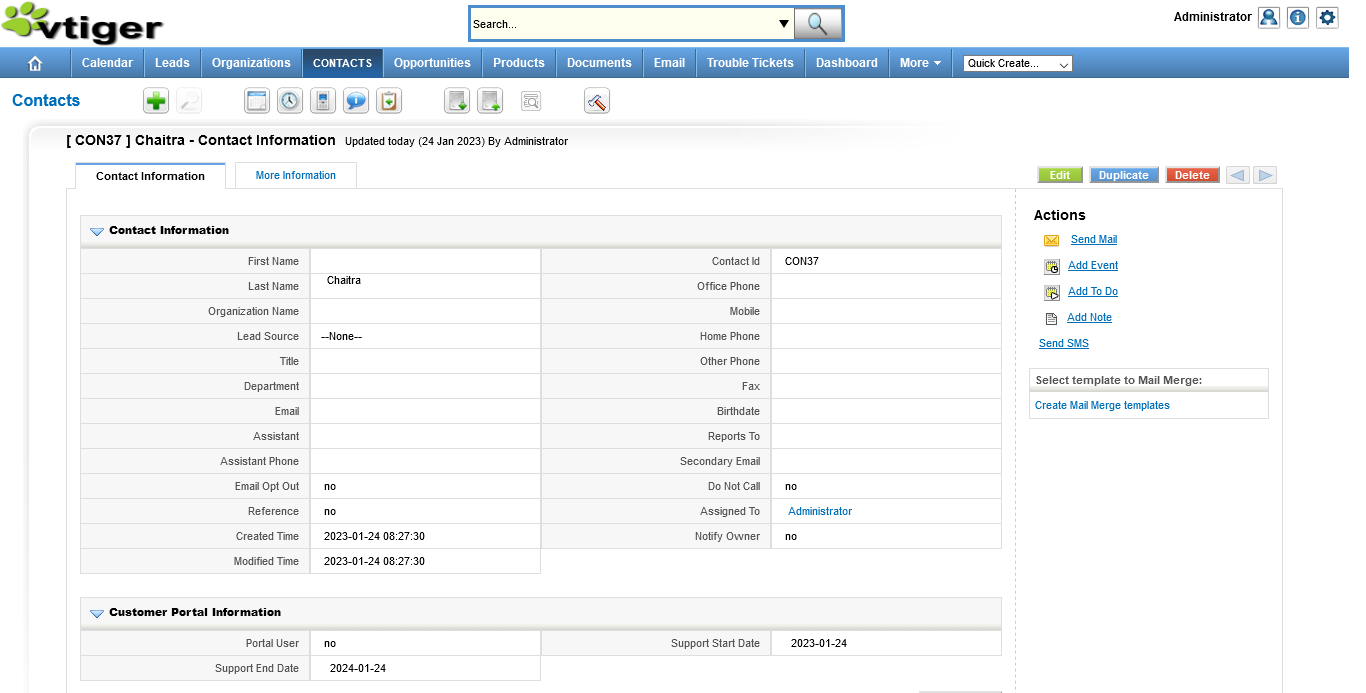 vtiger
Search...
Administrator
Calendar Leads Organizations CONTACTS Opportunities Products Documents Email Trouble Tickets Dashboard More Quick Create...
Contacts
[ CON37 ] Chaitra - Contact Information Updated today (24 Jan 2023) By Administrator
Contact Information More Information Edit Duplicate Delete
Contact Information
First Name Contact Id CON37
Last Name Chaitra Office Phone
Organization Name Mobile
Lead Source --None-- Home Phone
Title Other Phone
Department Fax
Email Birthdate
Assistant Reports To
Assistant Phone Secondary Email
Email Opt Out no Do Not Call no
Reference no Assigned To Administrator
Created Time 2023-01-24 08:27:30 Notify Owner no
Modified Time 2023-01-24 08:27:30
Customer Portal Information
Portal User no Support Start Date 2023-01-24
Support End Date 2024-01-24
Actions
Send Mail
Add Event
Add To Do
Add Note
Send SMS
Select template to Mail Merge:
Create Mail Merge templates